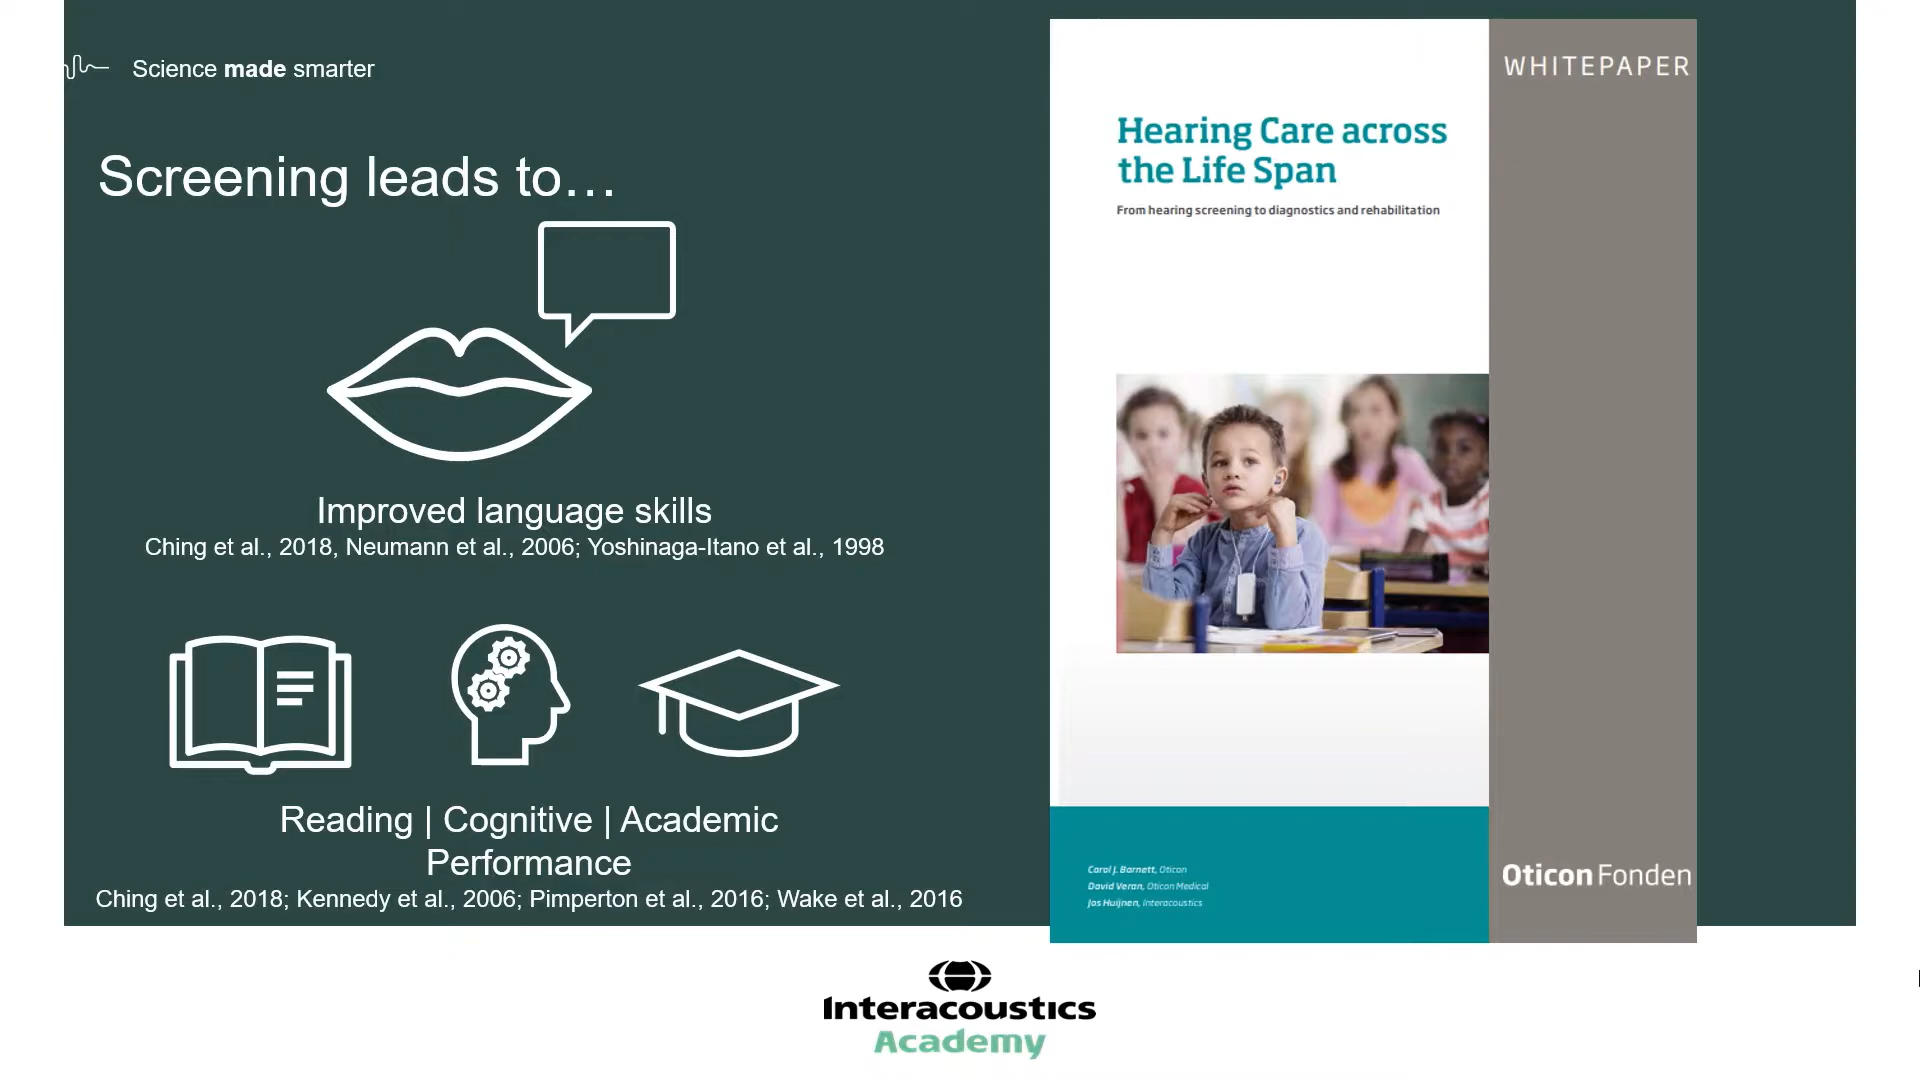 Science made smarter
Screening leads to…
Improved language skills
Ching et al., 2018, Neumann et al., 2006; Yoshinaga-Itano et al., 1998
Reading | Cognitive | Academic
Performance
Ching et al., 2018; Kennedy et al., 2006; Pimperton et al., 2016; Wake et al., 2016
WHITEPAPER
Hearing Care across
the Life Span
From hearing screening to diagnostics and rehabilitation
Carol J. Barnett, Oticon
David Veran, Oticon Medical
Jos Huijnen, Interacoustics
Oticon Fonden
Interacoustics
Academy